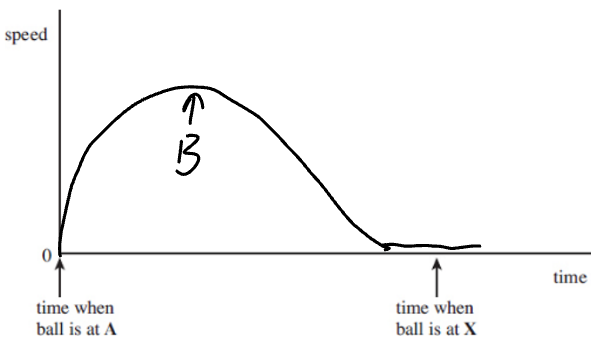 speed
B
0
time
time when
ball is at A
time when
ball is at X